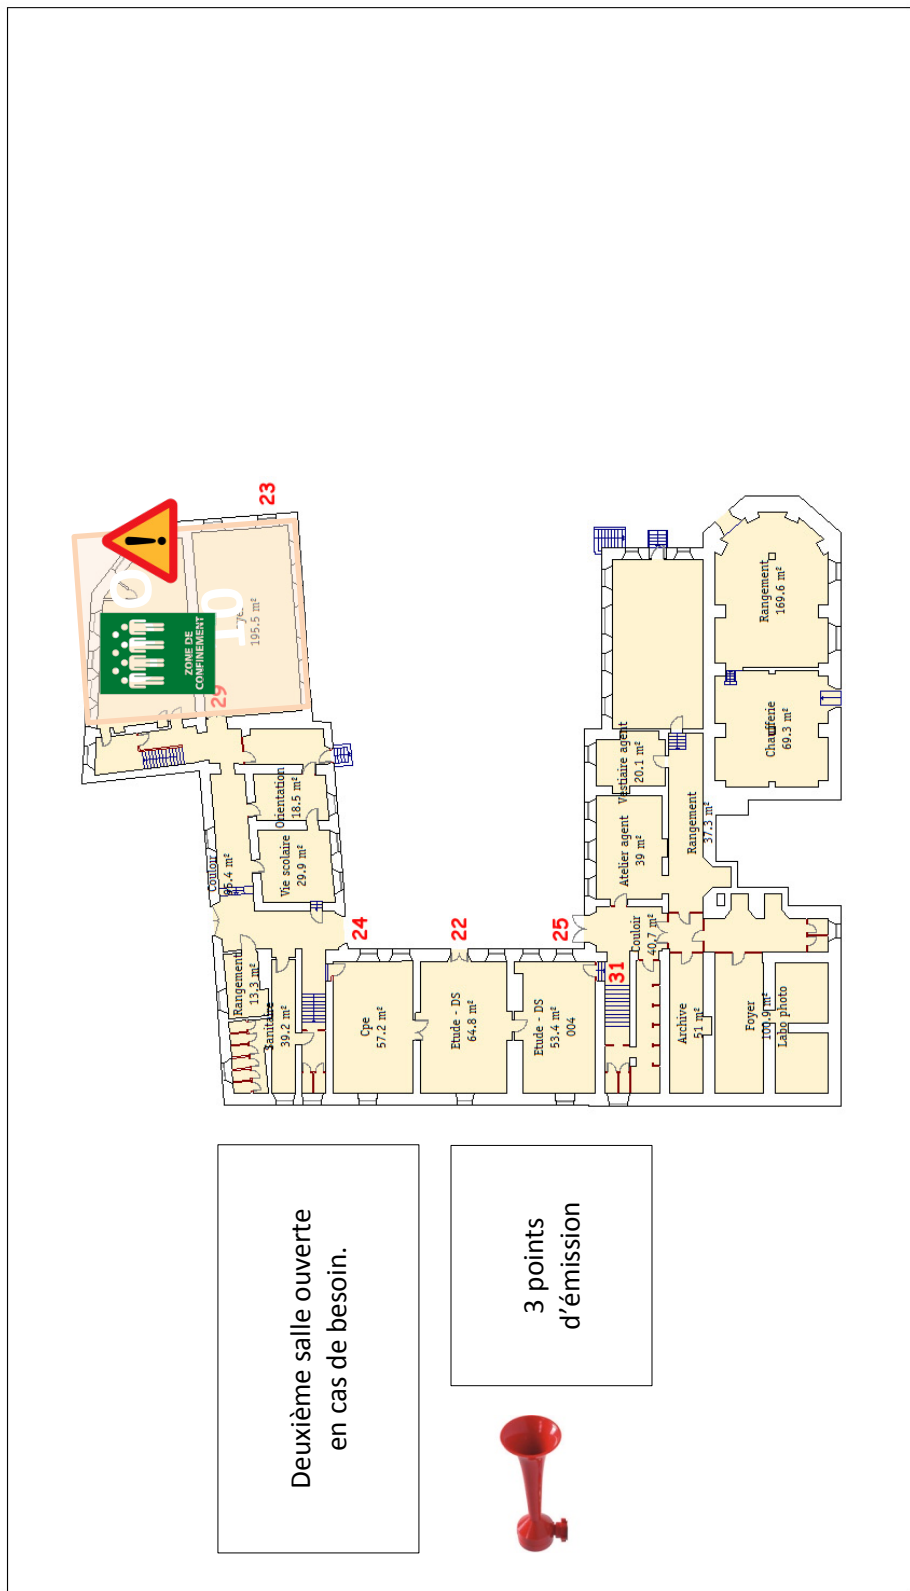 Deuxième salle ouverte
en cas de besoin.
3 points
d’émission
Rangement
13.3 m²
Sanitaire
39.2 m²
Cpe
57.2 m²
Etude - DS
64.8 m²
Etude - DS
53.4 m²
004
Archive
51 m²
Foyer
100.9 m²
Labo photo
24
22
25
31
Couloir
Vie scolaire
29.9 m²
Orientation
18.5 m²
Couloir
40.7 m²
Atelier agent
39 m²
Vestiaire agent
20.1 m²
Rangement
37.3 m²
Chaufferie
69.3 m²
Rangement
169.6 m²
29
ZONE DE
CONFINEMENT
195.5 m²
23